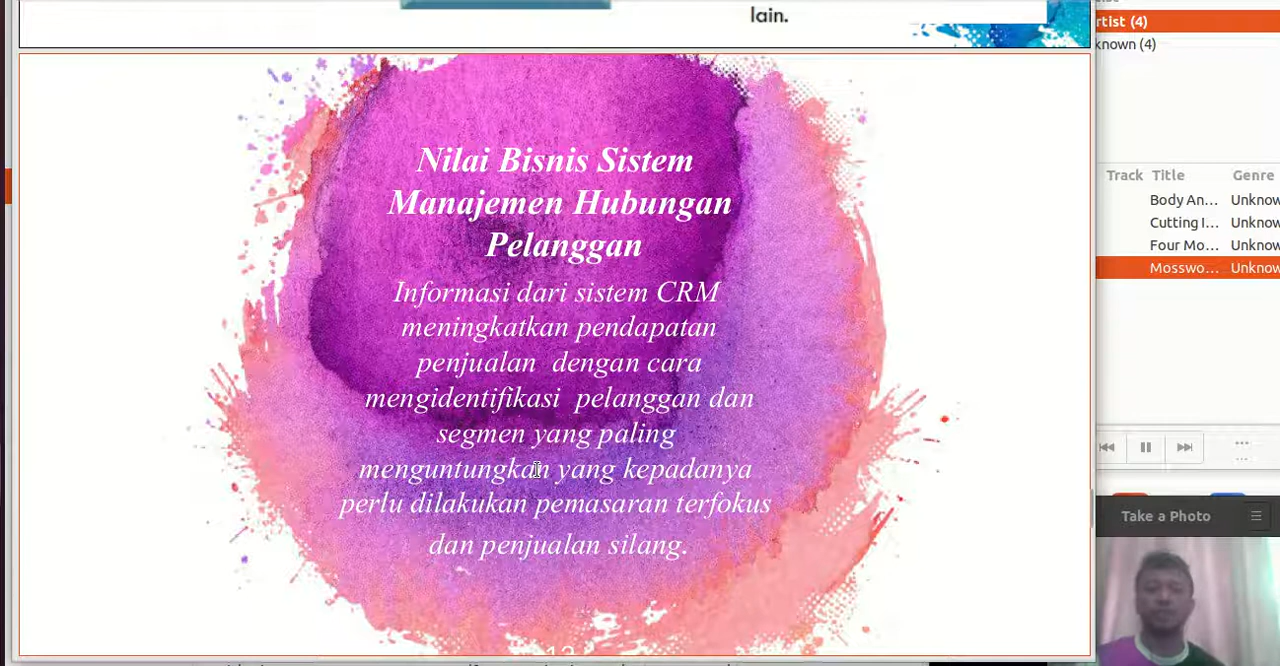 lain.
Nilai Bisnis Sistem
Manajemen Hubungan
Pelanggan
Informasi dari sistem CRM
meningkatkan pendapatan
penjualan dengan cara
mengidentifikasi pelanggan dan
segmen yang paling
menguntungkan yang kepadanya
perlu dilakukan pemasaran terfokus
dan penjualan silang.
rtist (4)
known (4)
Track Title Genre
Body An... Unknow
Cutting I... Unknow
Four Mo... Unknow
Mosswo... Unknow
Take a Photo